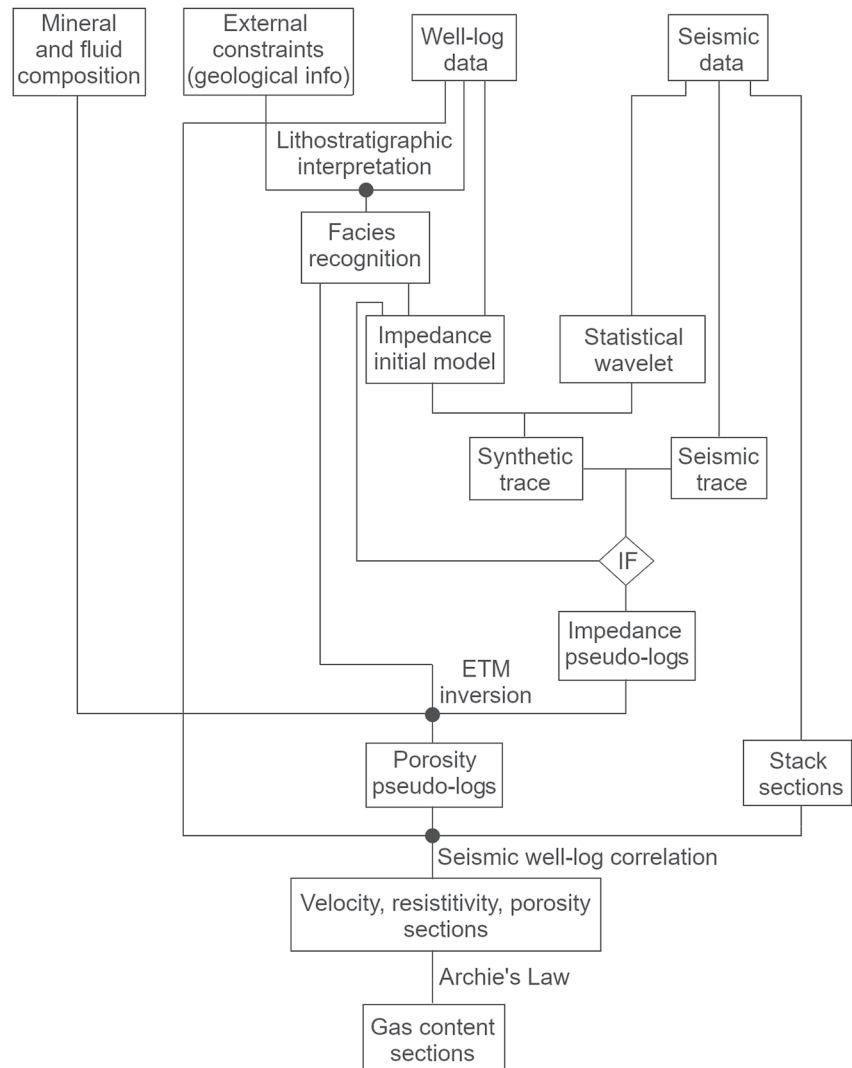 Mineral
and fluid
composition
External
constraints
(geological info)
Well-log
data
Seismic
data
Lithostratigraphic
interpretation
Facies
recognition
Impedance
initial model
Statistical
wavelet
Synthetic
trace
Seismic
trace
IF
Impedance
pseudo-logs
ETM
inversion
Porosity
pseudo-logs
Stack
sections
Seismic well-log correlation
Velocity, resistitivity, porosity
sections
Archie's Law
Gas content
sections